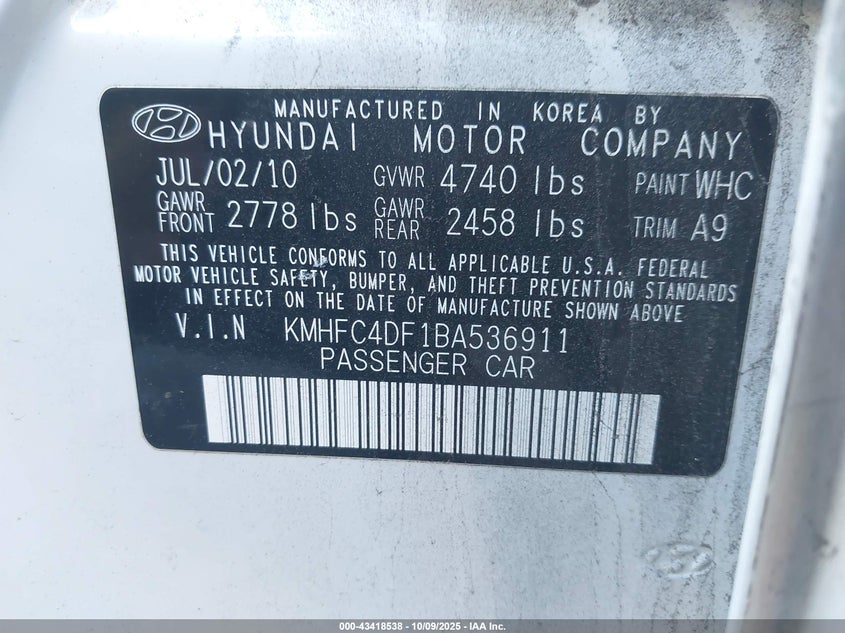 MANUFACTURED IN KOREA BY
HYUNDAI MOTOR COMPANY
JUL/02/10 GVWR 4740 lbs PAINT WHC
GAWR FRONT 2778 lbs GAWR REAR 2458 lbs TRIM A9
THIS VEHICLE CONFORMS TO ALL APPLICABLE U.S.A. FEDERAL
MOTOR VEHICLE SAFETY, BUMPER, AND THEFT PREVENTION STANDARDS
IN EFFECT ON THE DATE OF MANUFACTURE SHOWN ABOVE
V.I.N KMHFC4DF1BA536911
PASSENGER CAR
000-43418538 - 10/09/2025 - IAA Inc.